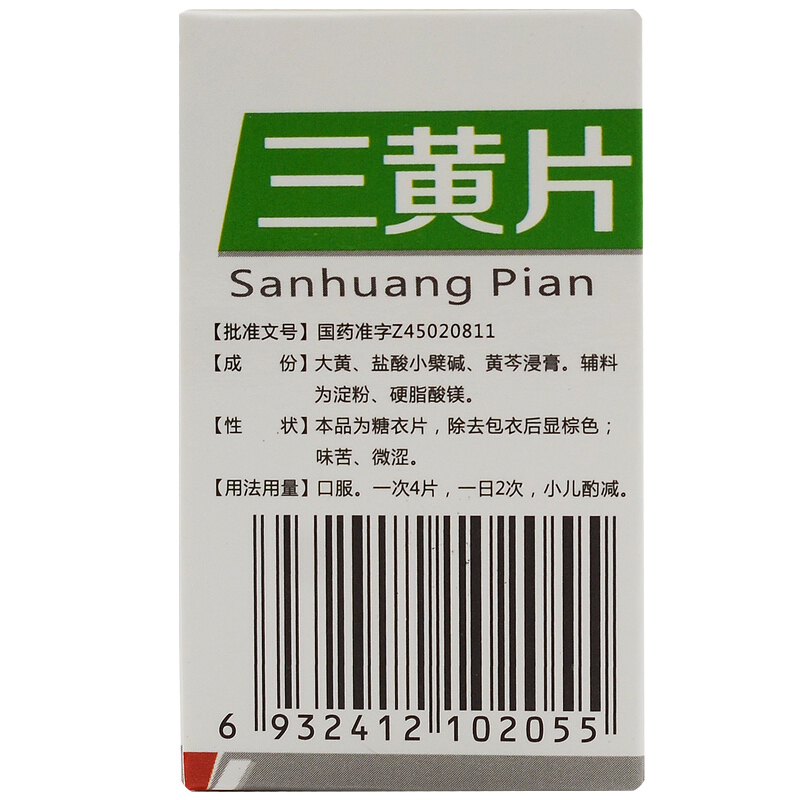 三黄片
Sanhuang Pian
【批准文号】国药准字Z45020811
【成　份】大黄、盐酸小檗碱、黄芩浸膏。辅料
为淀粉、硬脂酸镁。
【性　状】本品为糖衣片，除去包衣后显棕色；
味苦、微涩。
【用法用量】口服。一次4片，一日2次，小儿酌减。
6 932412 102055